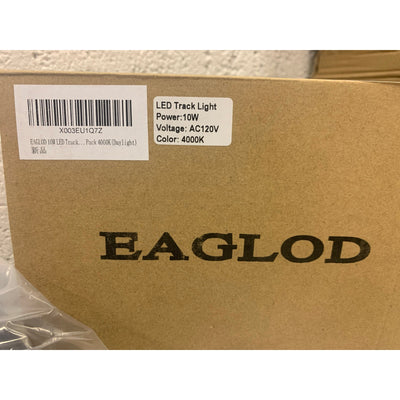 X003EU1Q7Z
EAGLOD 10W LED Track... Pack 4000K(Daylight)
新品
LED Track Light
Power:10W
Voltage: AC120V
Color: 4000K
EAGLOD